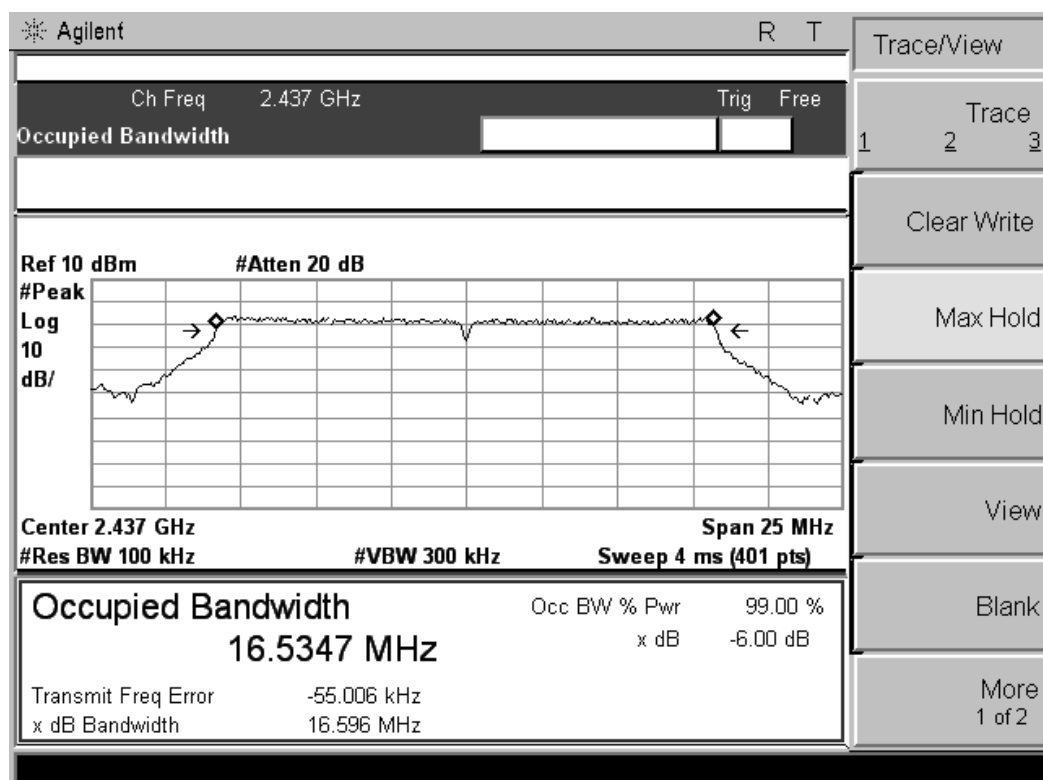 Agilent R T
Ch Freq 2.437 GHz Trig Free
Occupied Bandwidth
Ref 10 dBm #Atten 20 dB
#Peak
Log
10
dB/
Center 2.437 GHz Span 25 MHz
#Res BW 100 kHz #VBW 300 kHz Sweep 4 ms (401 pts)
Occupied Bandwidth
16.5347 MHz
Occ BW % Pwr 99.00 %
x dB -6.00 dB
Transmit Freq Error -55.006 kHz
x dB Bandwidth 16.596 MHz
Trace/View
Trace
1 2 3
Clear Write
Max Hold
Min Hold
View
Blank
More
1 of 2